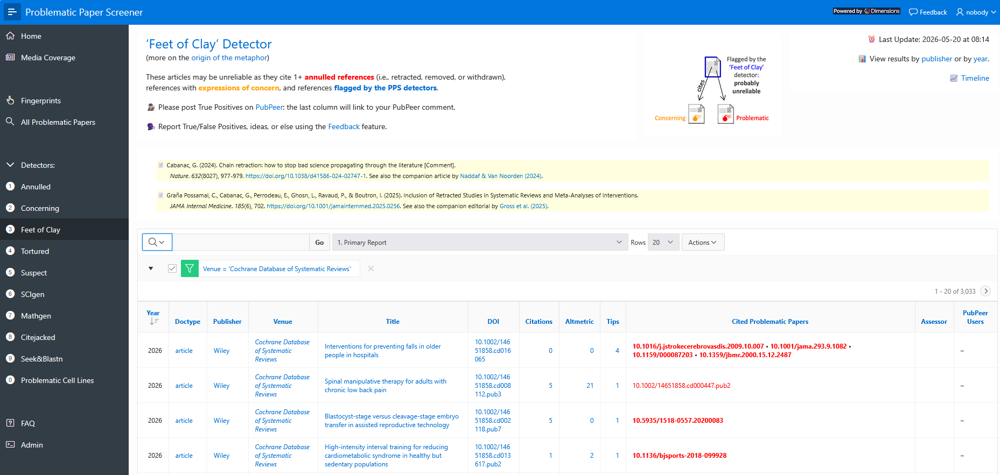 Problematic Paper Screener
Powered by Dimensions
Feedback
nobody
Home
Media Coverage
Fingerprints
All Problematic Papers
Detectors:
1 Annulled
2 Concerning
3 Feet of Clay
4 Tortured
5 Suspect
6 SCIgen
7 Mathgen
8 Citejacked
9 Seek&Blastn
0 Problematic Cell Lines
FAQ
Admin
‘Feet of Clay’ Detector
(more on the origin of the metaphor)
These articles may be unreliable as they cite 1+ annulled references (i.e., retracted, removed, or withdrawn),
references with expressions of concern, and references flagged by the PPS detectors.
Please post True Positives on PubPeer: the last column will link to your PubPeer comment.
Report True/False Positives, ideas, or else using the Feedback feature.
Flagged by the
‘Feet of Clay’
detector:
probably
unreliable
cites
Concerning
Problematic
Last Update: 2026-05-20 at 08:14
View results by publisher or by year.
Timeline
Cabanac, G. (2024). Chain retraction: how to stop bad science propagating through the literature [Comment].
Nature. 632(8027), 977-979. https://doi.org/10.1038/d41586-024-02747-1. See also the companion article by Naddaf & Van Noorden (2024).
Graña Possamai, C., Cabanac, G., Perrodeau, E., Ghosn, L., Ravaud, P., & Boutron, I. (2025). Inclusion of Retracted Studies in Systematic Reviews and Meta-Analyses of Interventions.
JAMA Internal Medicine. 185(6), 702. https://doi.org/10.1001/jamainternmed.2025.0256. See also the companion editorial by Gross et al. (2025).
Go
1. Primary Report
Rows
20
Actions
Venue = 'Cochrane Database of Systematic Reviews'
1 - 20 of 3,033
Year
Doctype
Publisher
Venue
Title
DOI
Citations
Altmetric
Tips
Cited Problematic Papers
Assessor
PubPeer
Users
2026
article
Wiley
Cochrane Database
of Systematic
Reviews
Interventions for preventing falls in older
people in hospitals
10.1002/146
51858.cd016
065
0
0
4
10.1016/j.jstrokecerebrovasdis.2009.10.007 • 10.1001/jama.293.9.1082 •
10.1159/000087203 • 10.1359/jbmr.2000.15.12.2487
–
2026
article
Wiley
Cochrane Database
of Systematic
Reviews
Spinal manipulative therapy for adults with
chronic low back pain
10.1002/146
51858.cd008
112.pub3
5
21
1
10.1002/14651858.cd000447.pub2
–
2026
article
Wiley
Cochrane Database
of Systematic
Reviews
Blastocyst-stage versus cleavage-stage embryo
transfer in assisted reproductive technology
10.1002/146
51858.cd002
118.pub7
5
0
1
10.5935/1518-0557.20200083
–
2026
article
Wiley
Cochrane Database
of Systematic
Reviews
High-intensity interval training for reducing
cardiometabolic syndrome in healthy but
sedentary populations
10.1002/146
51858.cd013
617.pub2
1
2
1
10.1136/bjsports-2018-099928
–